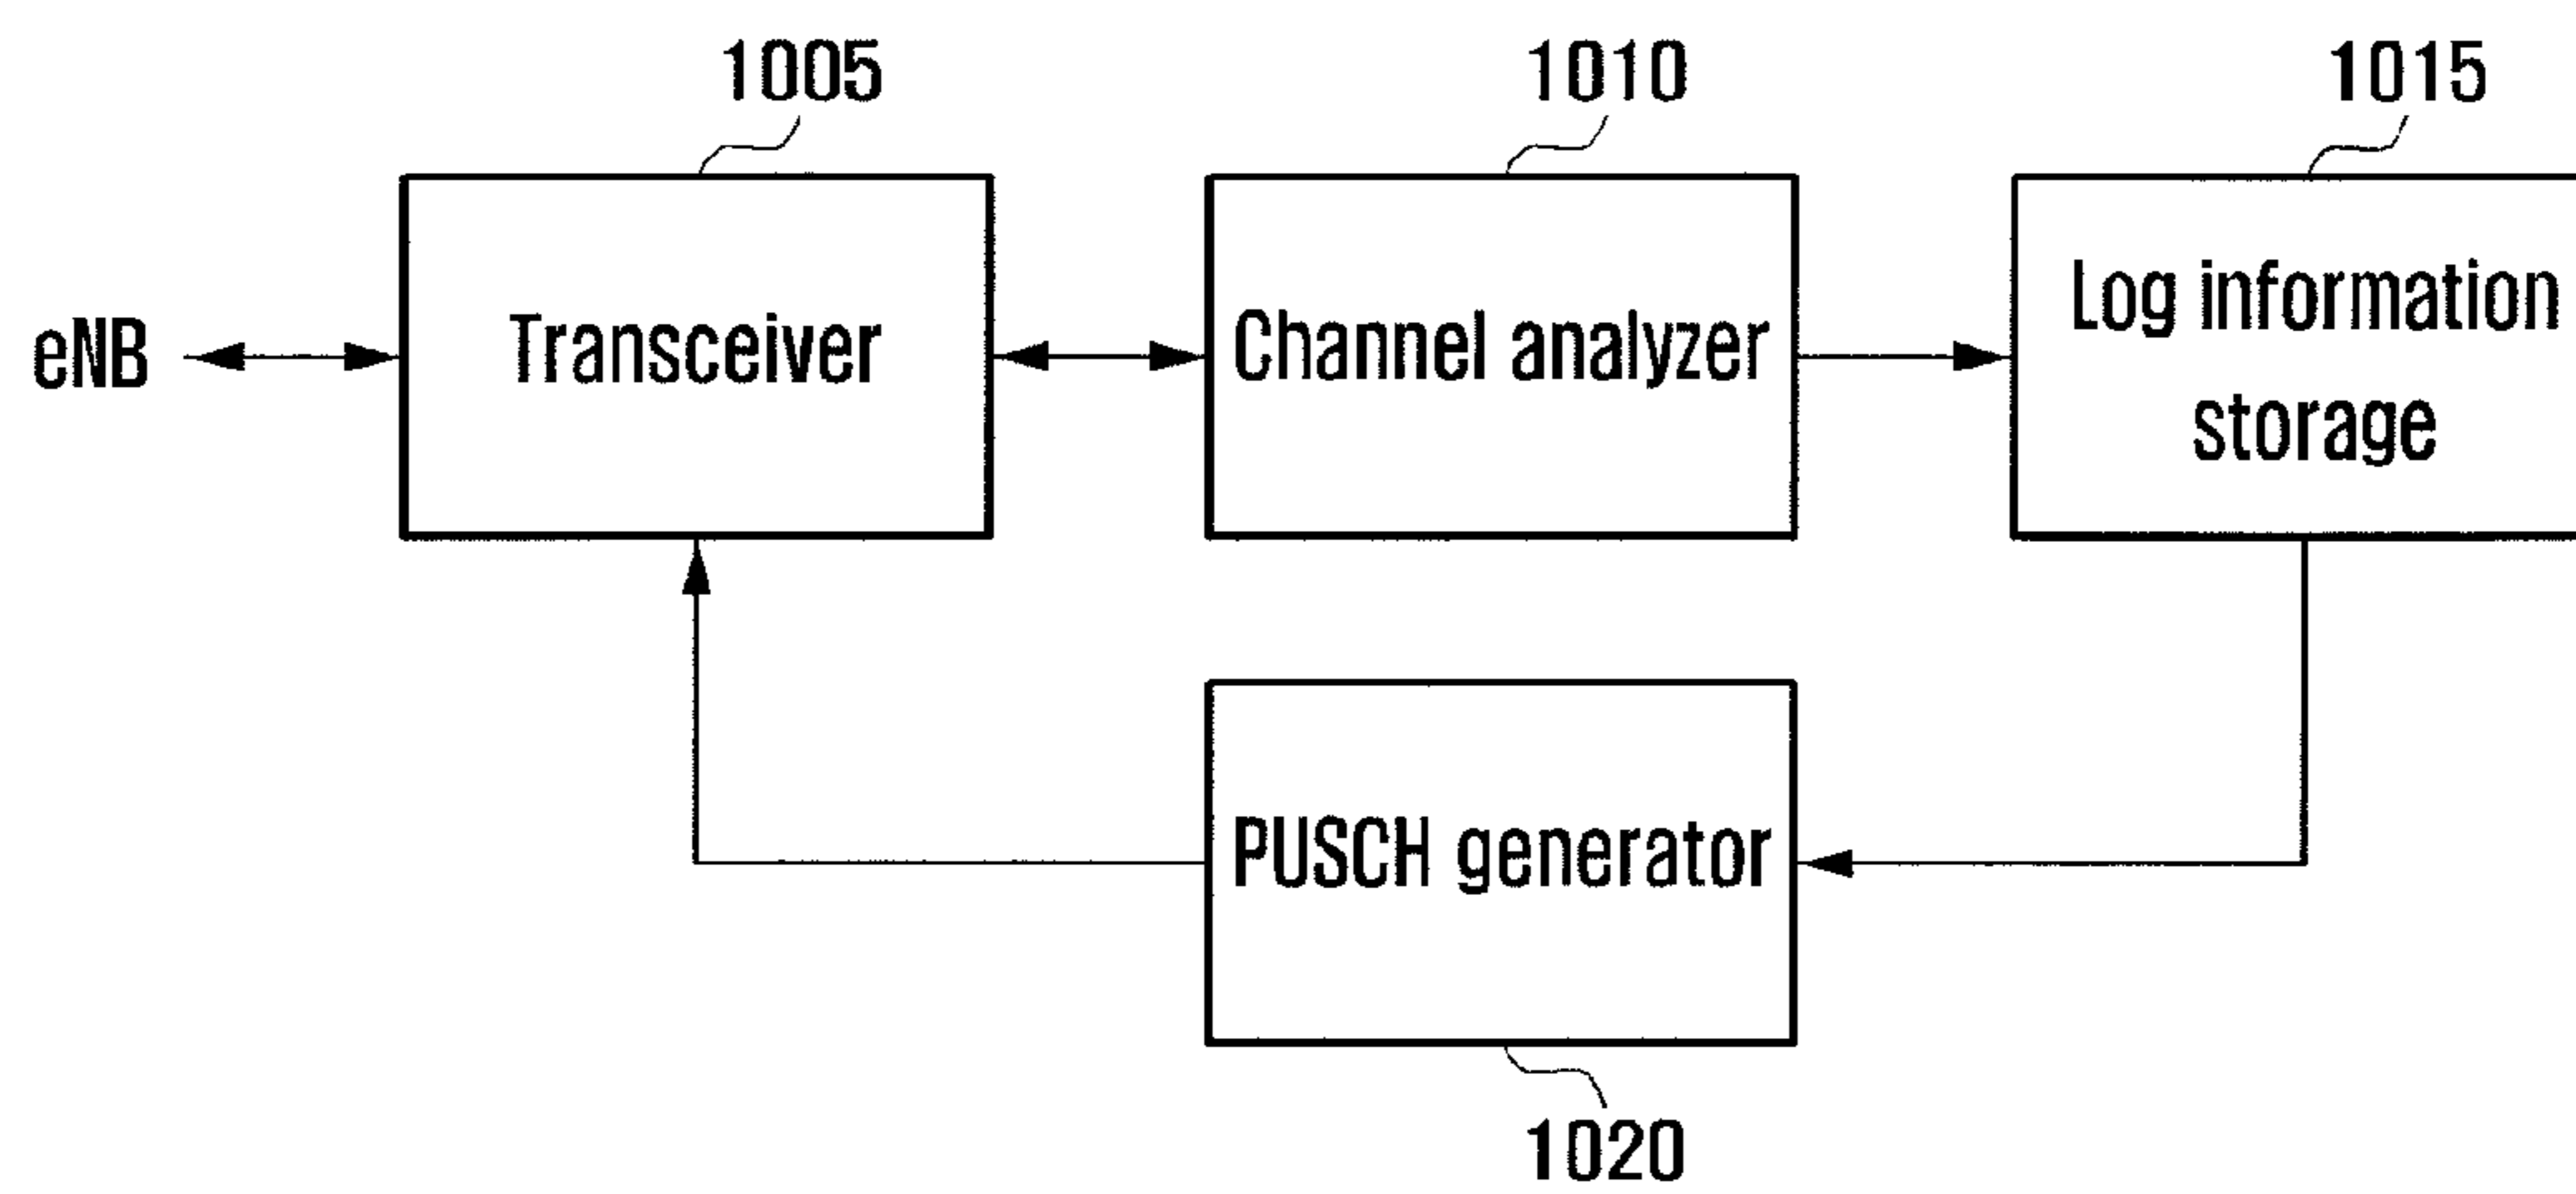 1005
1010
1015
eNB
Transceiver
Channel analyzer
Log information
storage
PUSCH generator
1020